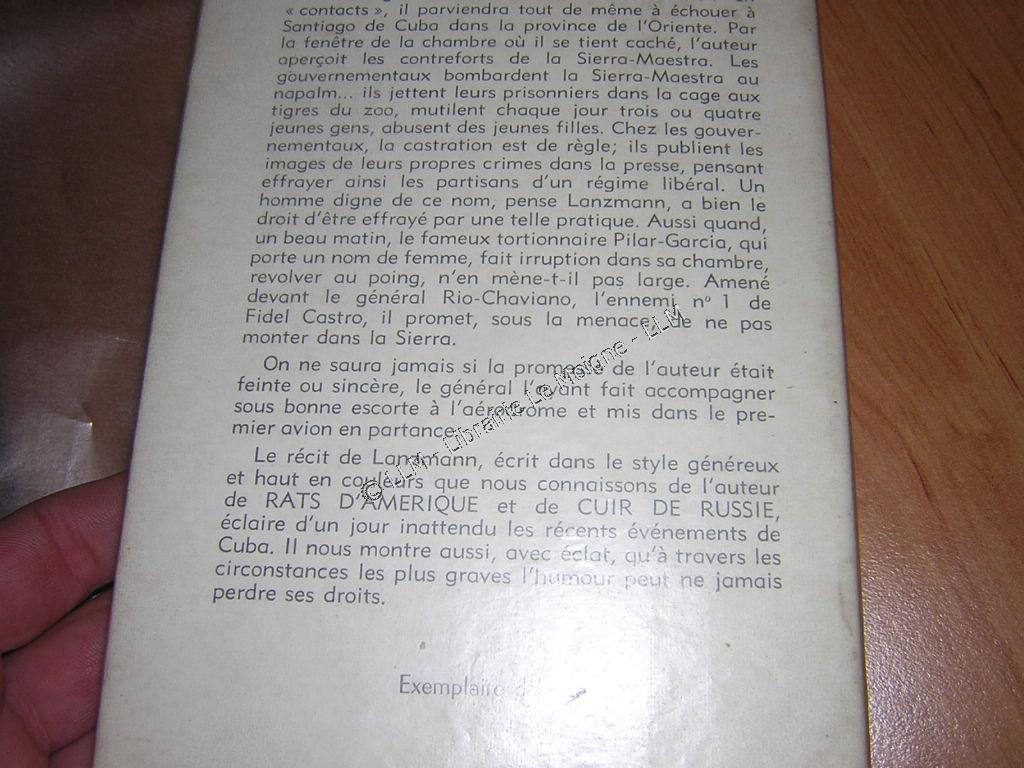 « contacts », il parviendra tout de même à échouer à
Santiago de Cuba dans la province de l'Oriente. Par
la fenêtre de la chambre où il se tient caché, l'auteur
aperçoit les contreforts de la Sierra-Maestra. Les
gouvernementaux bombardent la Sierra-Maestra au
napalm... ils jettent leurs prisonniers dans la cage aux
tigres du zoo, mutilent chaque jour trois ou quatre
jeunes gens, abusent des jeunes filles. Chez les gouver-
nementaux, la castration est de règle; ils publient les
images de leurs propres crimes dans la presse, pensant
effrayer ainsi les partisans d'un régime libéral. Un
homme digne de ce nom, pense Lanzmann, a bien le
droit d'être effrayé par une telle pratique. Aussi quand,
un beau matin, le fameux tortionnaire Pilar-Garcia, qui
porte un nom de femme, fait irruption dans sa chambre,
revolver au poing, n'en mène-t-il pas large. Amené
devant le général Rio-Chaviano, l'ennemi n° 1 de
Fidel Castro, il promet, sous la menace, de ne pas
monter dans la Sierra.
On ne saura jamais si la promesse de l'auteur était
feinte ou sincère, le général l'ayant fait accompagner
sous bonne escorte à l'aérodrome et mis dans le pre-
mier avion en partance.
Le récit de Lanzmann, écrit dans le style généreux
et haut en couleurs que nous connaissons de l'auteur
de RATS D'AMERIQUE et de CUIR DE RUSSIE,
éclaire d'un jour inattendu les récents événements de
Cuba. Il nous montre aussi, avec éclat, qu'à travers les
circonstances les plus graves l'humour peut ne jamais
perdre ses droits.
Exemplaire
© LLM - Librairie Le Moigne - LLM